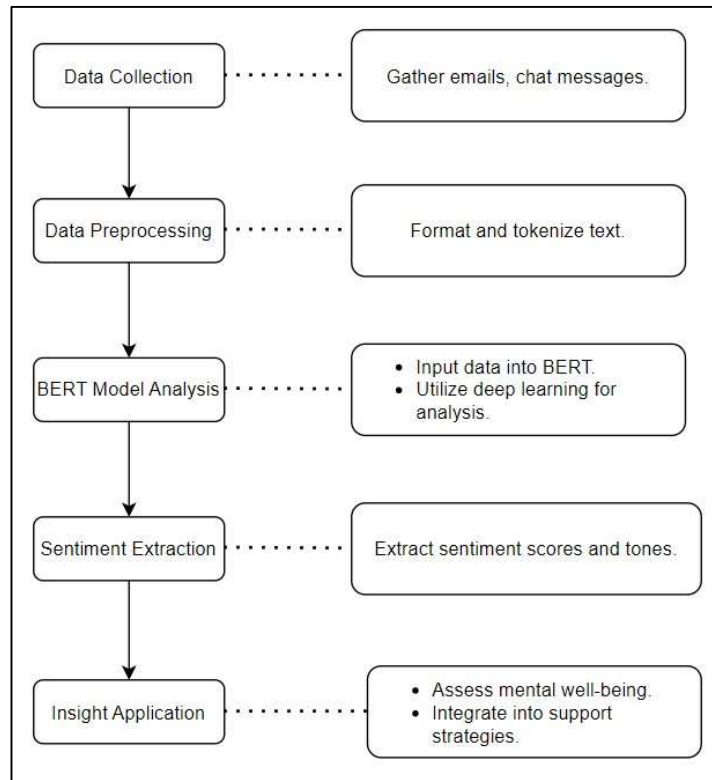 Data Collection
Gather emails, chat messages.
Data Preprocessing
Format and tokenize text.
BERT Model Analysis
• Input data into BERT.
• Utilize deep learning for
analysis.
Sentiment Extraction
Extract sentiment scores and tones.
Insight Application
• Assess mental well-being.
• Integrate into support
strategies.